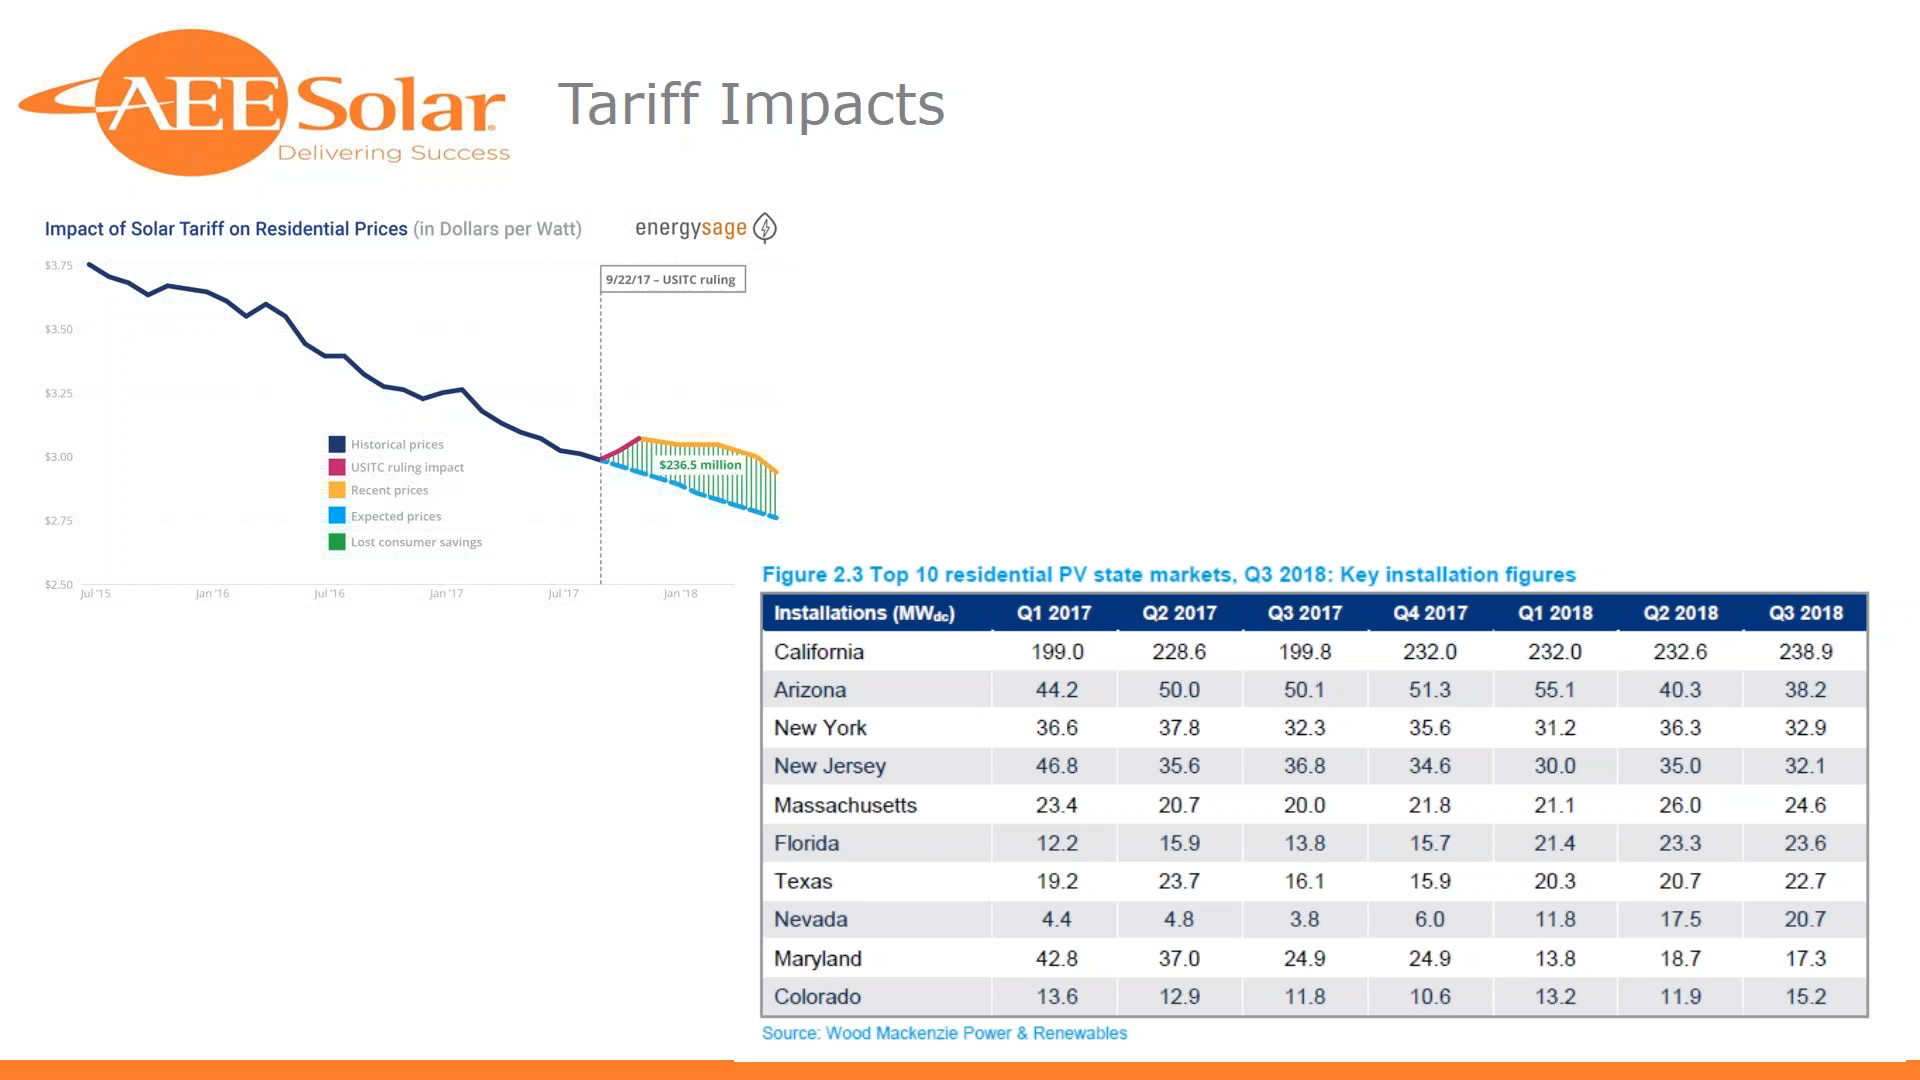 AEE Solar®
Delivering Success
Tariff Impacts
Impact of Solar Tariff on Residential Prices (in Dollars per Watt)
energysage
$3.75
$3.50
$3.25
$3.00
$2.75
$2.50
9/22/17 – USITC ruling
Historical prices
USITC ruling impact
Recent prices
Expected prices
Lost consumer savings
$236.5 million
Jul '15 Jan '16 Jul '16 Jan '17 Jul '17 Jan '18
Figure 2.3 Top 10 residential PV state markets, Q3 2018: Key installation figures
Installations (MWdc) Q1 2017 Q2 2017 Q3 2017 Q4 2017 Q1 2018 Q2 2018 Q3 2018
California 199.0 228.6 199.8 232.0 232.0 232.6 238.9
Arizona 44.2 50.0 50.1 51.3 55.1 40.3 38.2
New York 36.6 37.8 32.3 35.6 31.2 36.3 32.9
New Jersey 46.8 35.6 36.8 34.6 30.0 35.0 32.1
Massachusetts 23.4 20.7 20.0 21.8 21.1 26.0 24.6
Florida 12.2 15.9 13.8 15.7 21.4 23.3 23.6
Texas 19.2 23.7 16.1 15.9 20.3 20.7 22.7
Nevada 4.4 4.8 3.8 6.0 11.8 17.5 20.7
Maryland 42.8 37.0 24.9 24.9 13.8 18.7 17.3
Colorado 13.6 12.9 11.8 10.6 13.2 11.9 15.2
Source: Wood Mackenzie Power & Renewables